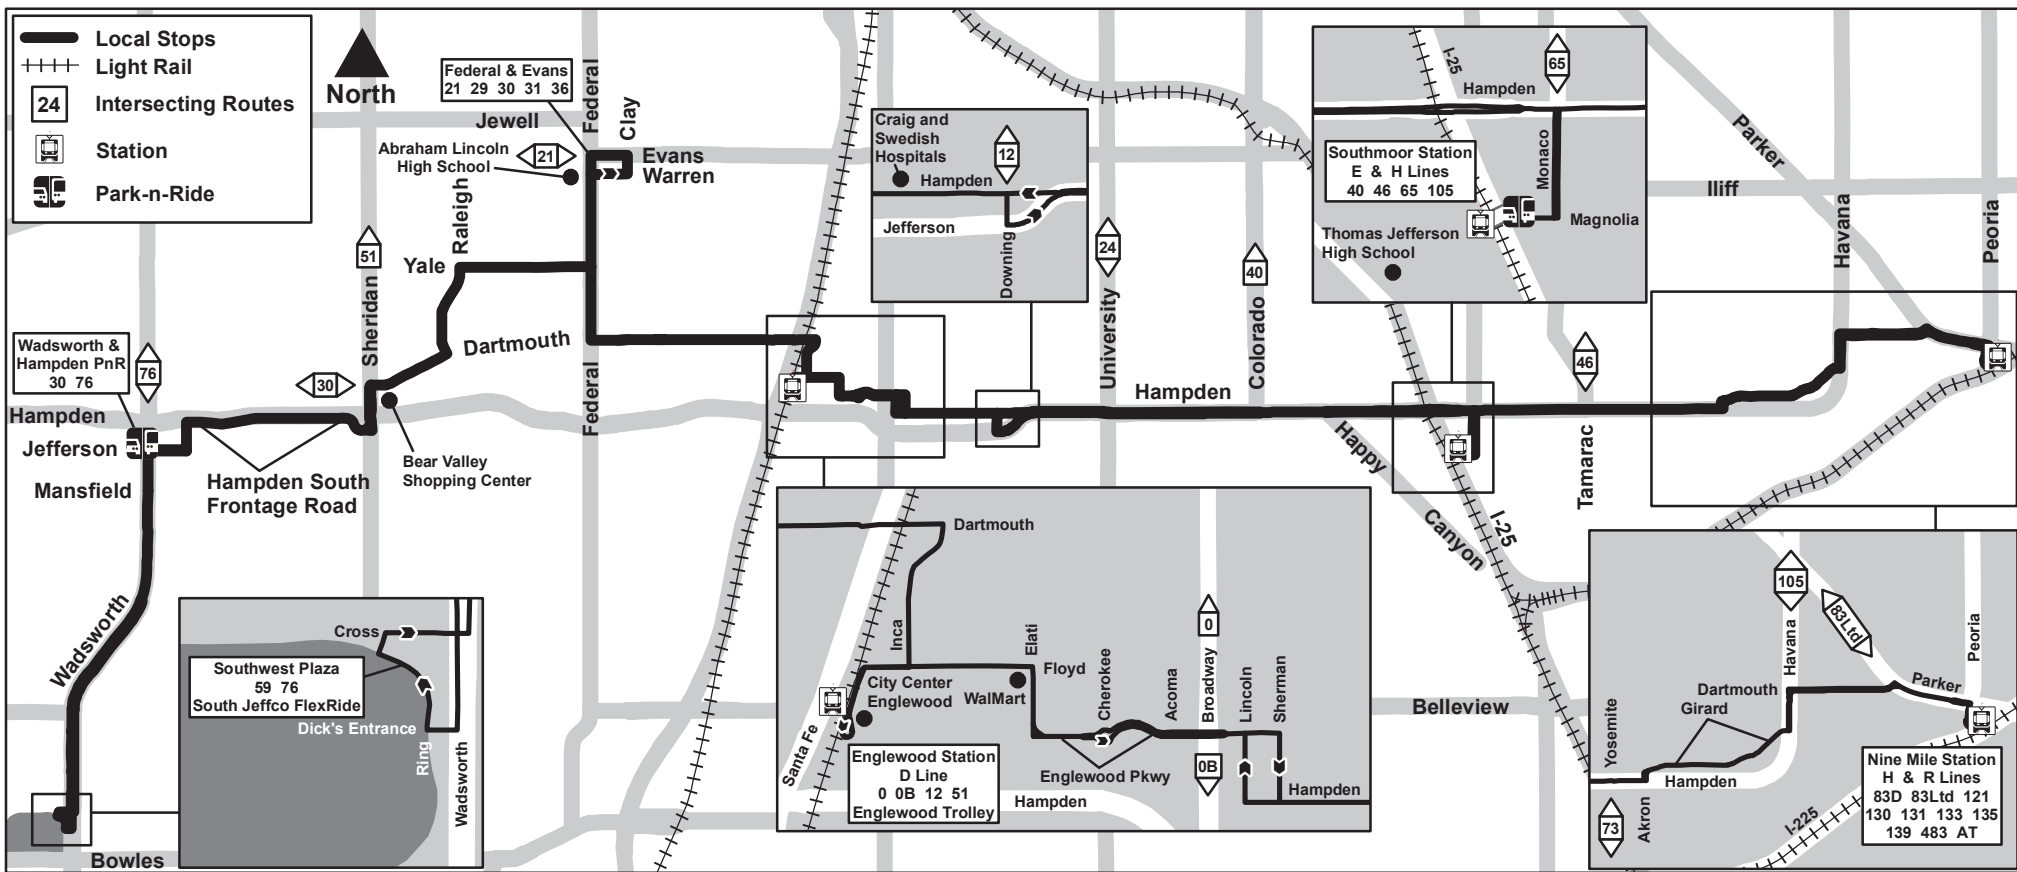 Local Stops
Light Rail
24
Intersecting Routes
Station
Park-n-Ride
North
Federal & Evans
21 29 30 31 36
Federal
Clay
Jewell
Abraham Lincoln
High School
21
Evans
Warren
Raleigh
51
Sheridan
Yale
Dartmouth
Federal
Wadsworth &
Hampden PnR
30 76
76
30
Hampden
Jefferson
Mansfield
Hampden South
Frontage Road
Bear Valley
Shopping Center
Wadsworth
Bowles
Cross
Southwest Plaza
59 76
South Jeffco FlexRide
Dick's Entrance
Ring
Wadsworth
Craig and
Swedish
Hospitals
12
Hampden
Jefferson
Downing
24
University
40
Colorado
Hampden
I-25
65
Hampden
Southmoor Station
E & H Lines
40 46 65 105
Monaco
Magnolia
Thomas Jefferson
High School
Parker
Iliff
Havana
Peoria
46
Tamarac
Happy
Canyon
I-25
Belleview
Dartmouth
Inca
Elati
Floyd
City Center
Englewood
WalMart
Santa Fe
Cherokee
Acoma
Broadway
Lincoln
Sherman
0
0B
Englewood Station
D Line
0 0B 12 51
Englewood Trolley
Englewood Pkwy
Hampden
Hampden
105
83Ltd
Havana
Peoria
Parker
Dartmouth
Girard
Yosemite
Hampden
73
Akron
I-225
Nine Mile Station
H & R Lines
83D 83Ltd 121
130 131 133 135
139 483 AT